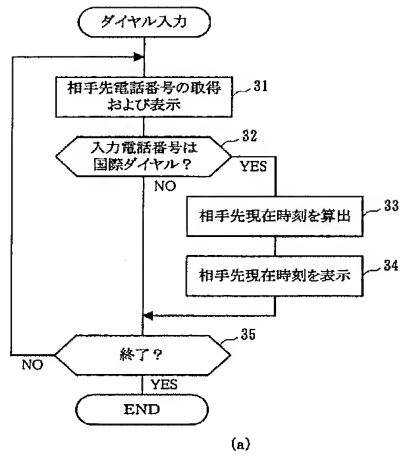 ダイヤル入力
相手先電話番号の取得
および表示
31
入力電話番号は
国際ダイヤル？
32
YES
NO
相手先現在時刻を算出
33
相手先現在時刻を表示
34
終了？
35
NO
YES
END
(a)